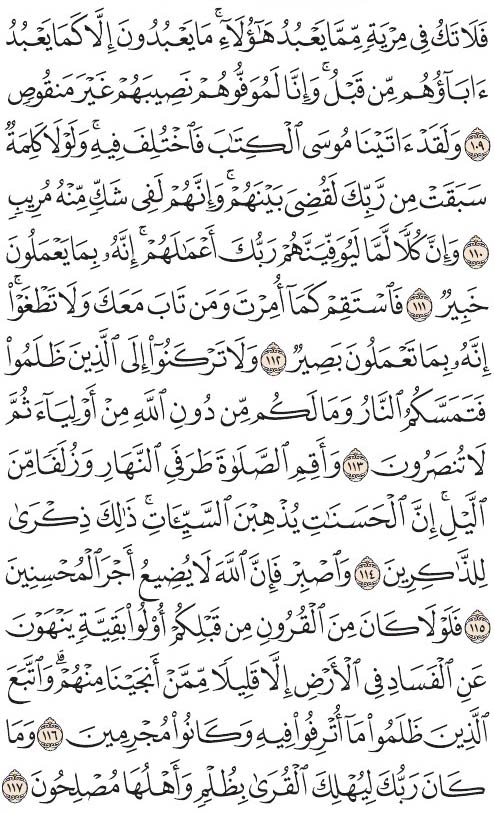 فَلَا تَكُ فِى مِرْيَةٍ مِّمَّا يَعْبُدُ هَٰٓؤُلَآءِ ۚ مَا يَعْبُدُونَ إِلَّا كَمَا يَعْبُدُ
ءَابَآؤُهُم مِّن قَبْلُ ۚ وَإِنَّا لَمُوَفُّوهُمْ نَصِيبَهُمْ غَيْرَ مَنقُوصٍ
١٠٩ وَلَقَدْ ءَاتَيْنَا مُوسَى ٱلْكِتَٰبَ فَٱخْتُلِفَ فِيهِ ۚ وَلَوْلَا كَلِمَةٌ
سَبَقَتْ مِن رَّبِّكَ لَقُضِىَ بَيْنَهُمْ ۚ وَإِنَّهُمْ لَفِى شَكٍّ مِّنْهُ مُرِيبٍ
١١٠ وَإِنَّ كُلًّا لَّمَّا لَيُوَفِّيَنَّهُمْ رَبُّكَ أَعْمَٰلَهُمْ ۚ إِنَّهُۥ بِمَا يَعْمَلُونَ
خَبِيرٌ ١١١ فَٱسْتَقِمْ كَمَآ أُمِرْتَ وَمَن تَابَ مَعَكَ وَلَا تَطْغَوْا۟ ۚ
إِنَّهُۥ بِمَا تَعْمَلُونَ بَصِيرٌ ١١٢ وَلَا تَرْكَنُوٓا۟ إِلَى ٱلَّذِينَ ظَلَمُوا۟
فَتَمَسَّكُمُ ٱلنَّارُ وَمَا لَكُم مِّن دُونِ ٱللَّهِ مِنْ أَوْلِيَآءَ ثُمَّ
لَا تُنصَرُونَ ١١٣ وَأَقِمِ ٱلصَّلَوٰةَ طَرَفَىِ ٱلنَّهَارِ وَزُلَفًا مِّنَ
ٱلَّيْلِ ۚ إِنَّ ٱلْحَسَنَٰتِ يُذْهِبْنَ ٱلسَّيِّـَٔاتِ ۚ ذَٰلِكَ ذِكْرَىٰ
لِلذَّٰكِرِينَ ١١٤ وَٱصْبِرْ فَإِنَّ ٱللَّهَ لَا يُضِيعُ أَجْرَ ٱلْمُحْسِنِينَ
١١٥ فَلَوْلَا كَانَ مِنَ ٱلْقُرُونِ مِن قَبْلِكُمْ أُو۟لُوا۟ بَقِيَّةٍ يَنْهَوْنَ
عَنِ ٱلْفَسَادِ فِى ٱلْأَرْضِ إِلَّا قَلِيلًا مِّمَّنْ أَنجَيْنَا مِنْهُمْ ۗ وَٱتَّبَعَ
ٱلَّذِينَ ظَلَمُوا۟ مَآ أُتْرِفُوا۟ فِيهِ وَكَانُوا۟ مُجْرِمِينَ ١١٦ وَمَا
كَانَ رَبُّكَ لِيُهْلِكَ ٱلْقُرَىٰ بِظُلْمٍ وَأَهْلُهَا مُصْلِحُونَ ١١٧